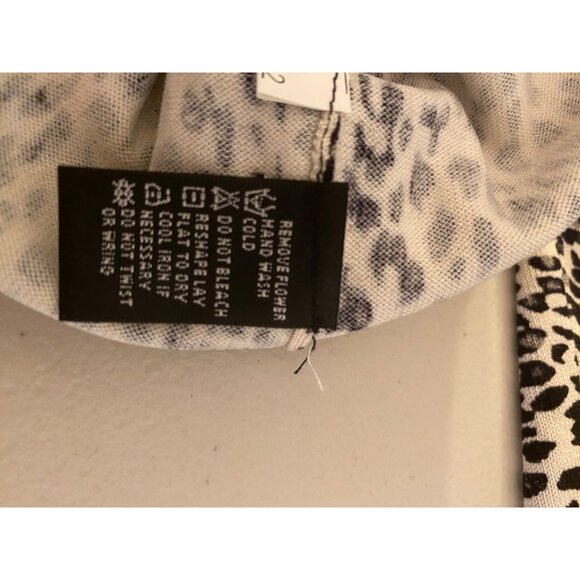 REMOVE FLOWER
HAND WASH
COLD
DO NOT BLEACH
RESHAPE LAY
FLAT TO DRY
COOL IRON IF
NECESSARY
DO NOT TWIST
OR WRING
2